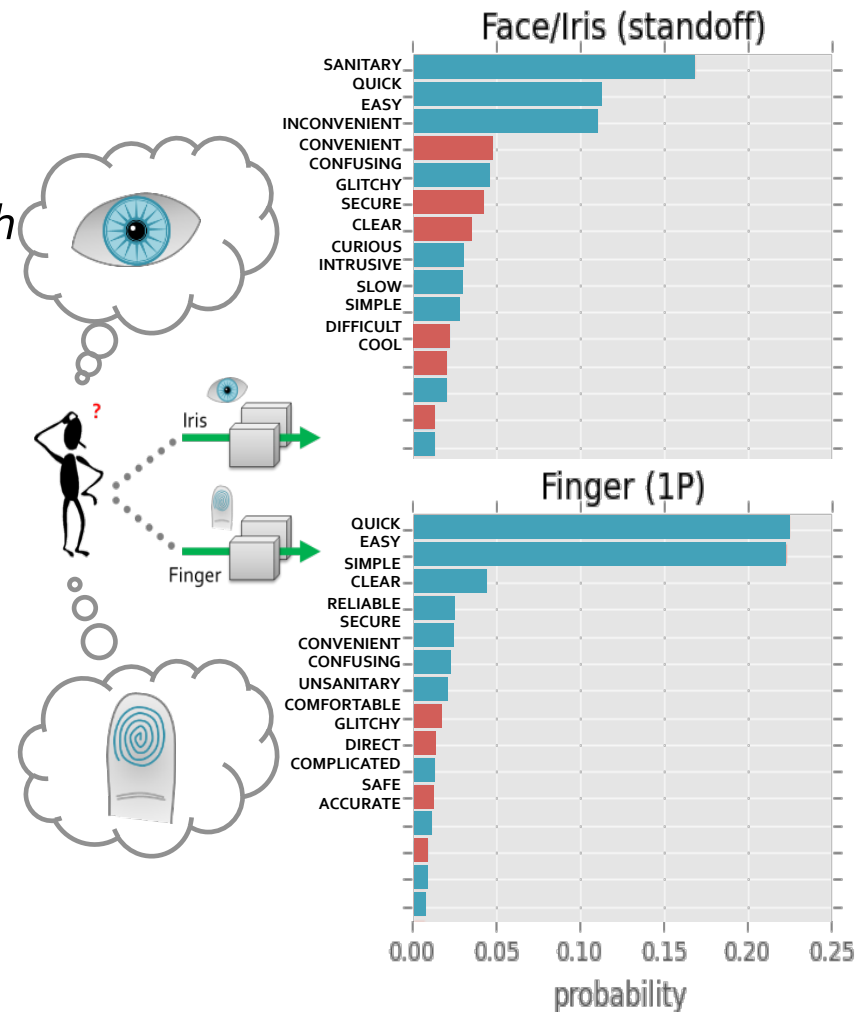 Face/Iris (standoff)
SANITARY
QUICK
EASY
INCONVENIENT
CONVENIENT
CONFUSING
GLITCHY
SECURE
CLEAR
CURIOUS
INTRUSIVE
SLOW
SIMPLE
DIFFICULT
COOL
h
?
Iris
Finger
Finger (1P)
QUICK
EASY
SIMPLE
CLEAR
RELIABLE
SECURE
CONVENIENT
CONFUSING
UNSANITARY
COMFORTABLE
GLITCHY
DIRECT
COMPLICATED
SAFE
ACCURATE
0.00 0.05 0.10 0.15 0.20 0.25
probability